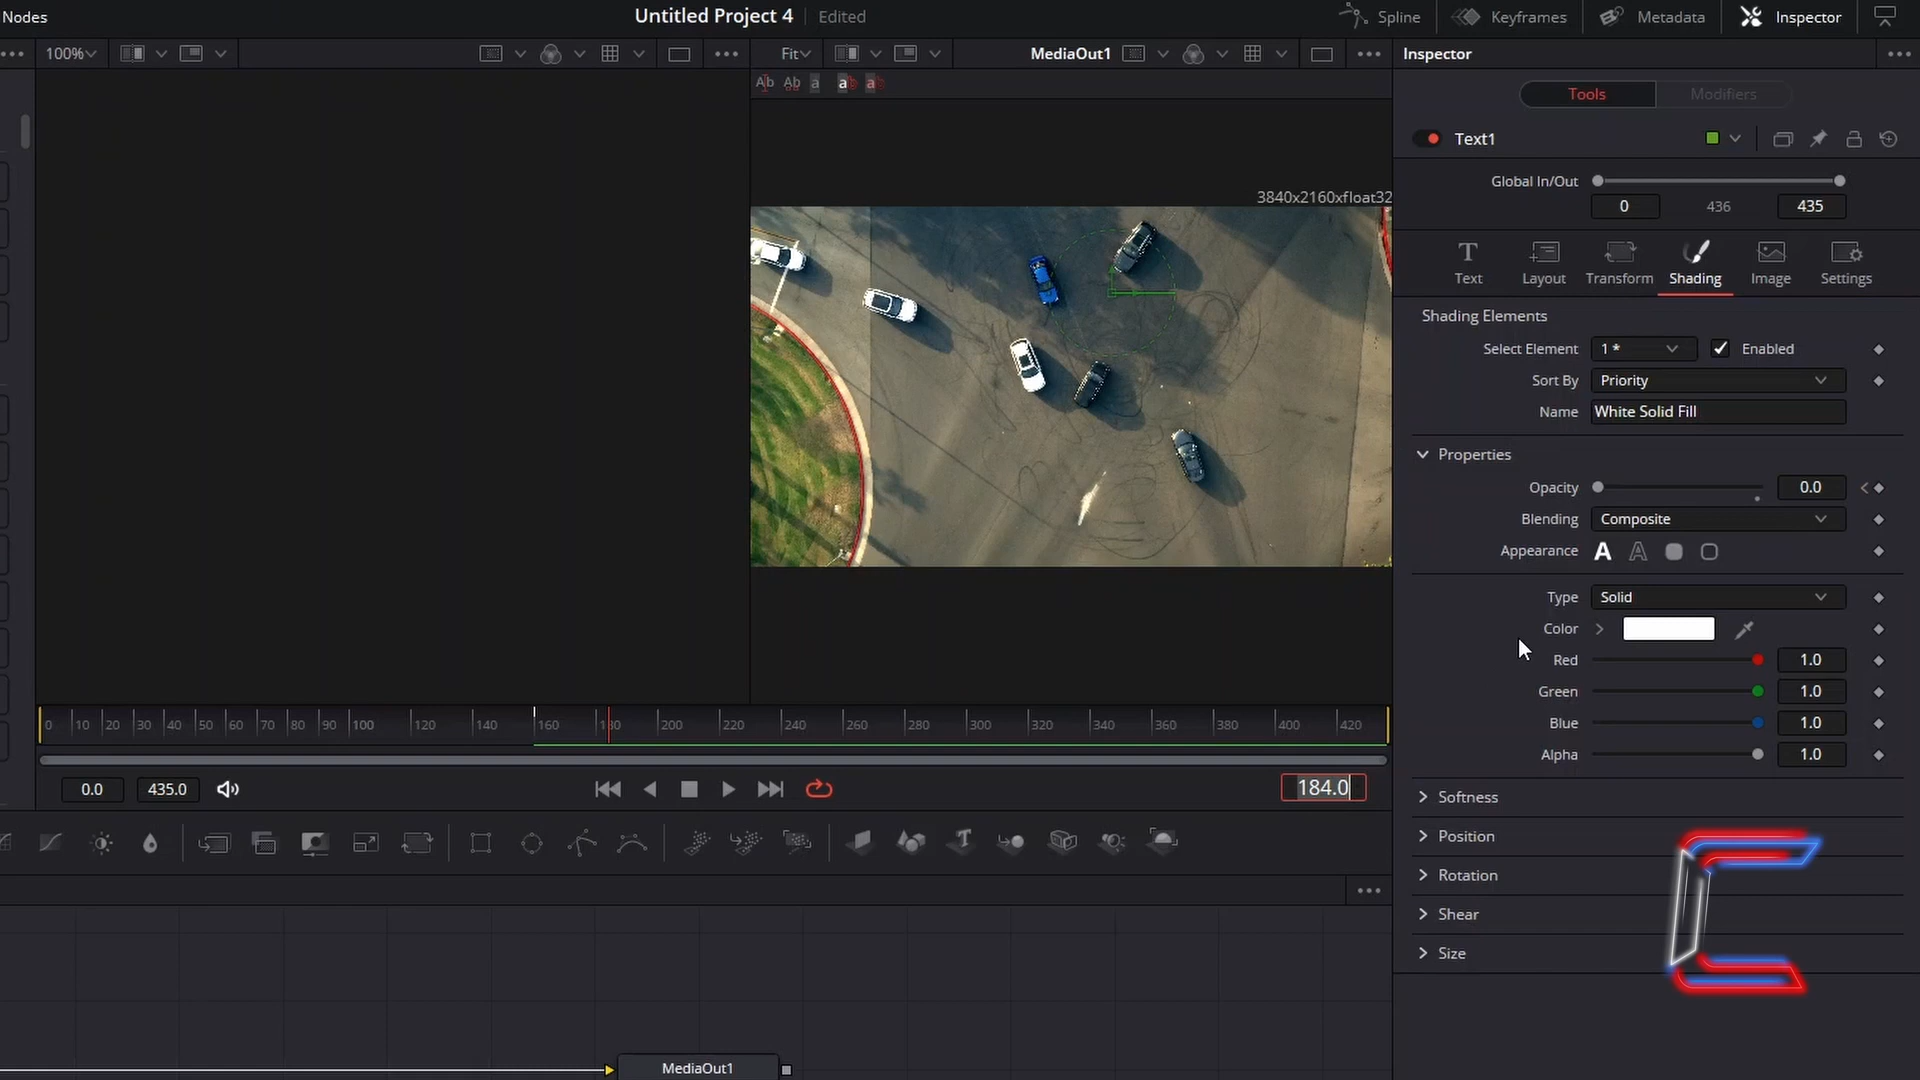 Nodes
Untitled Project 4 Edited
Spline Keyframes Metadata Inspector
100% Fit MediaOut1 Inspector
Ab Ab a ab ab
Tools Modifiers
Text1
3840x2160xfloat32
Global In/Out
0 436 435
Text Layout Transform Shading Image Settings
Shading Elements
Select Element 1 * Enabled
Sort By Priority
Name White Solid Fill
Properties
Opacity 0.0
Blending Composite
Appearance A A
Type Solid
Color
Red 1.0
Green 1.0
Blue 1.0
Alpha 1.0
0 10 20 30 40 50 60 70 80 90 100 120 140 160 180 200 220 240 260 280 300 320 340 360 380 400 420
0.0 435.0 184.0
Softness
Position
Rotation
Shear
Size
MediaOut1